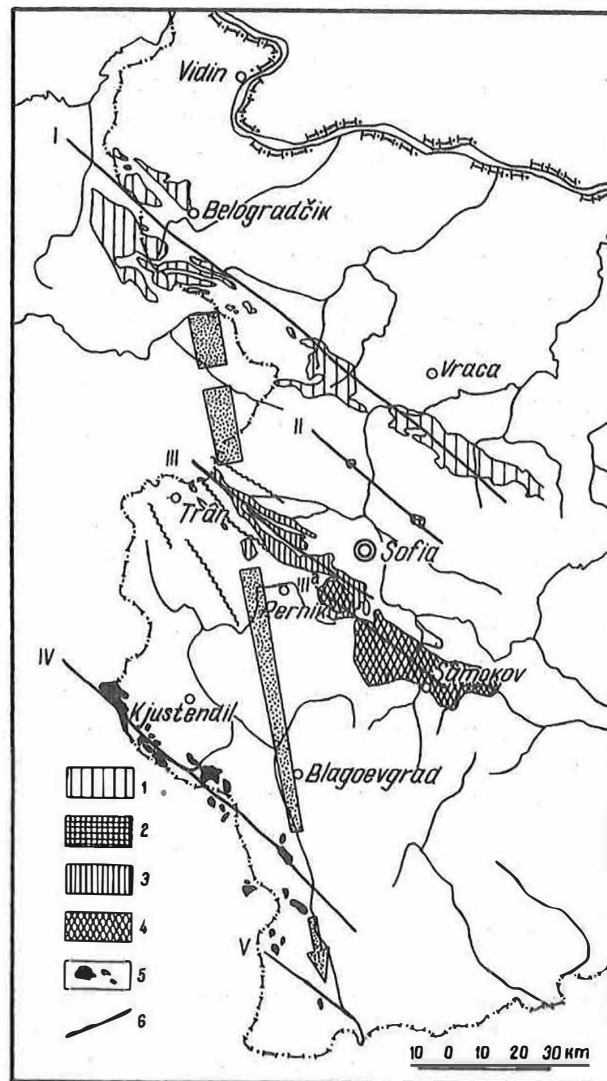 Vidin
I
Belogradčik
Vraca
II
III
Trăn
Sofia
IIIa
Pernik
IV
Samokov
Kjustendil
1
Blagoevgrad
2
3
4
5
V
6
10 0 10 20 30 км